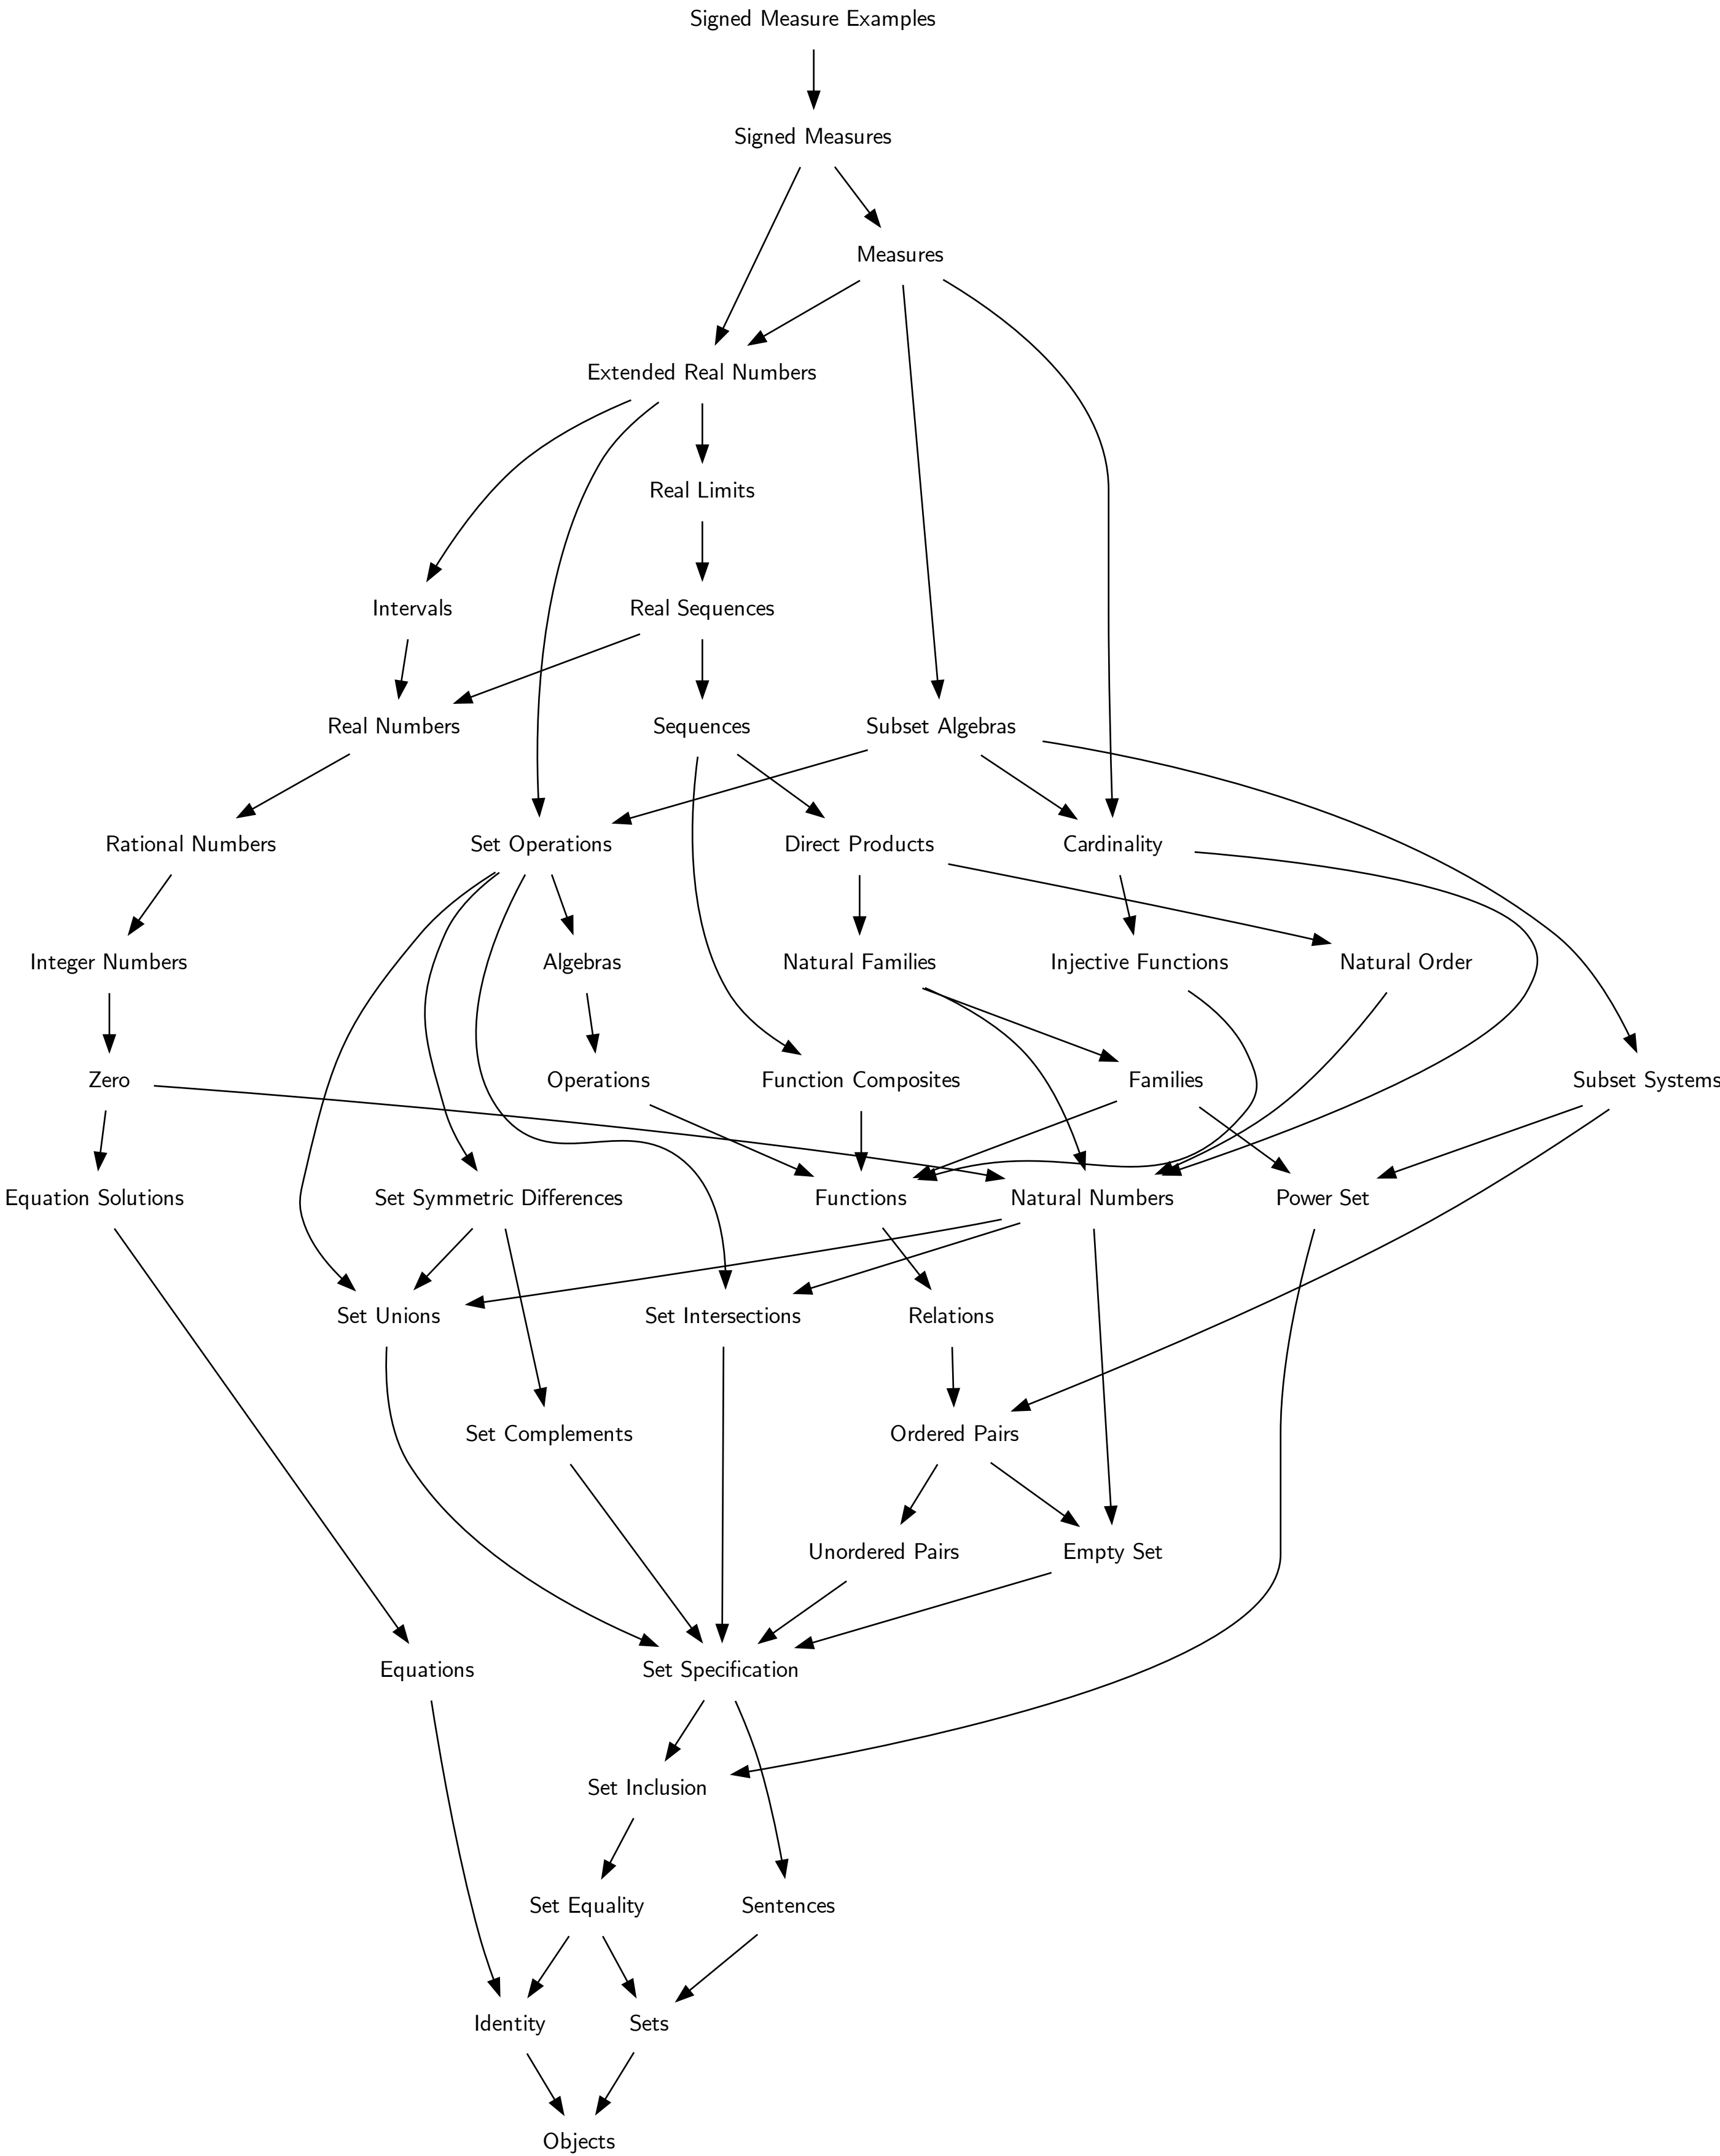 Signed Measure Examples
Signed Measures
Measures
Extended Real Numbers
Real Limits
Intervals
Real Sequences
Real Numbers
Sequences
Subset Algebras
Rational Numbers
Set Operations
Direct Products
Cardinality
Integer Numbers
Algebras
Natural Families
Injective Functions
Natural Order
Zero
Operations
Function Composites
Families
Subset Systems
Equation Solutions
Set Symmetric Differences
Functions
Natural Numbers
Power Set
Set Unions
Set Intersections
Relations
Set Complements
Ordered Pairs
Unordered Pairs
Empty Set
Equations
Set Specification
Set Inclusion
Set Equality
Sentences
Identity
Sets
Objects